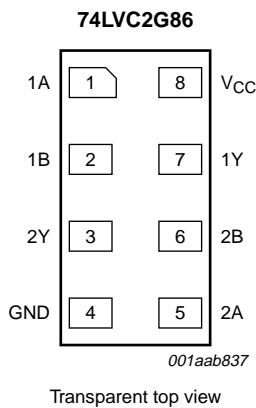 74LVC2G86
1A 1 8 VCC
1B 2 7 1Y
2Y 3 6 2B
GND 4 5 2A
001aab837
Transparent top view